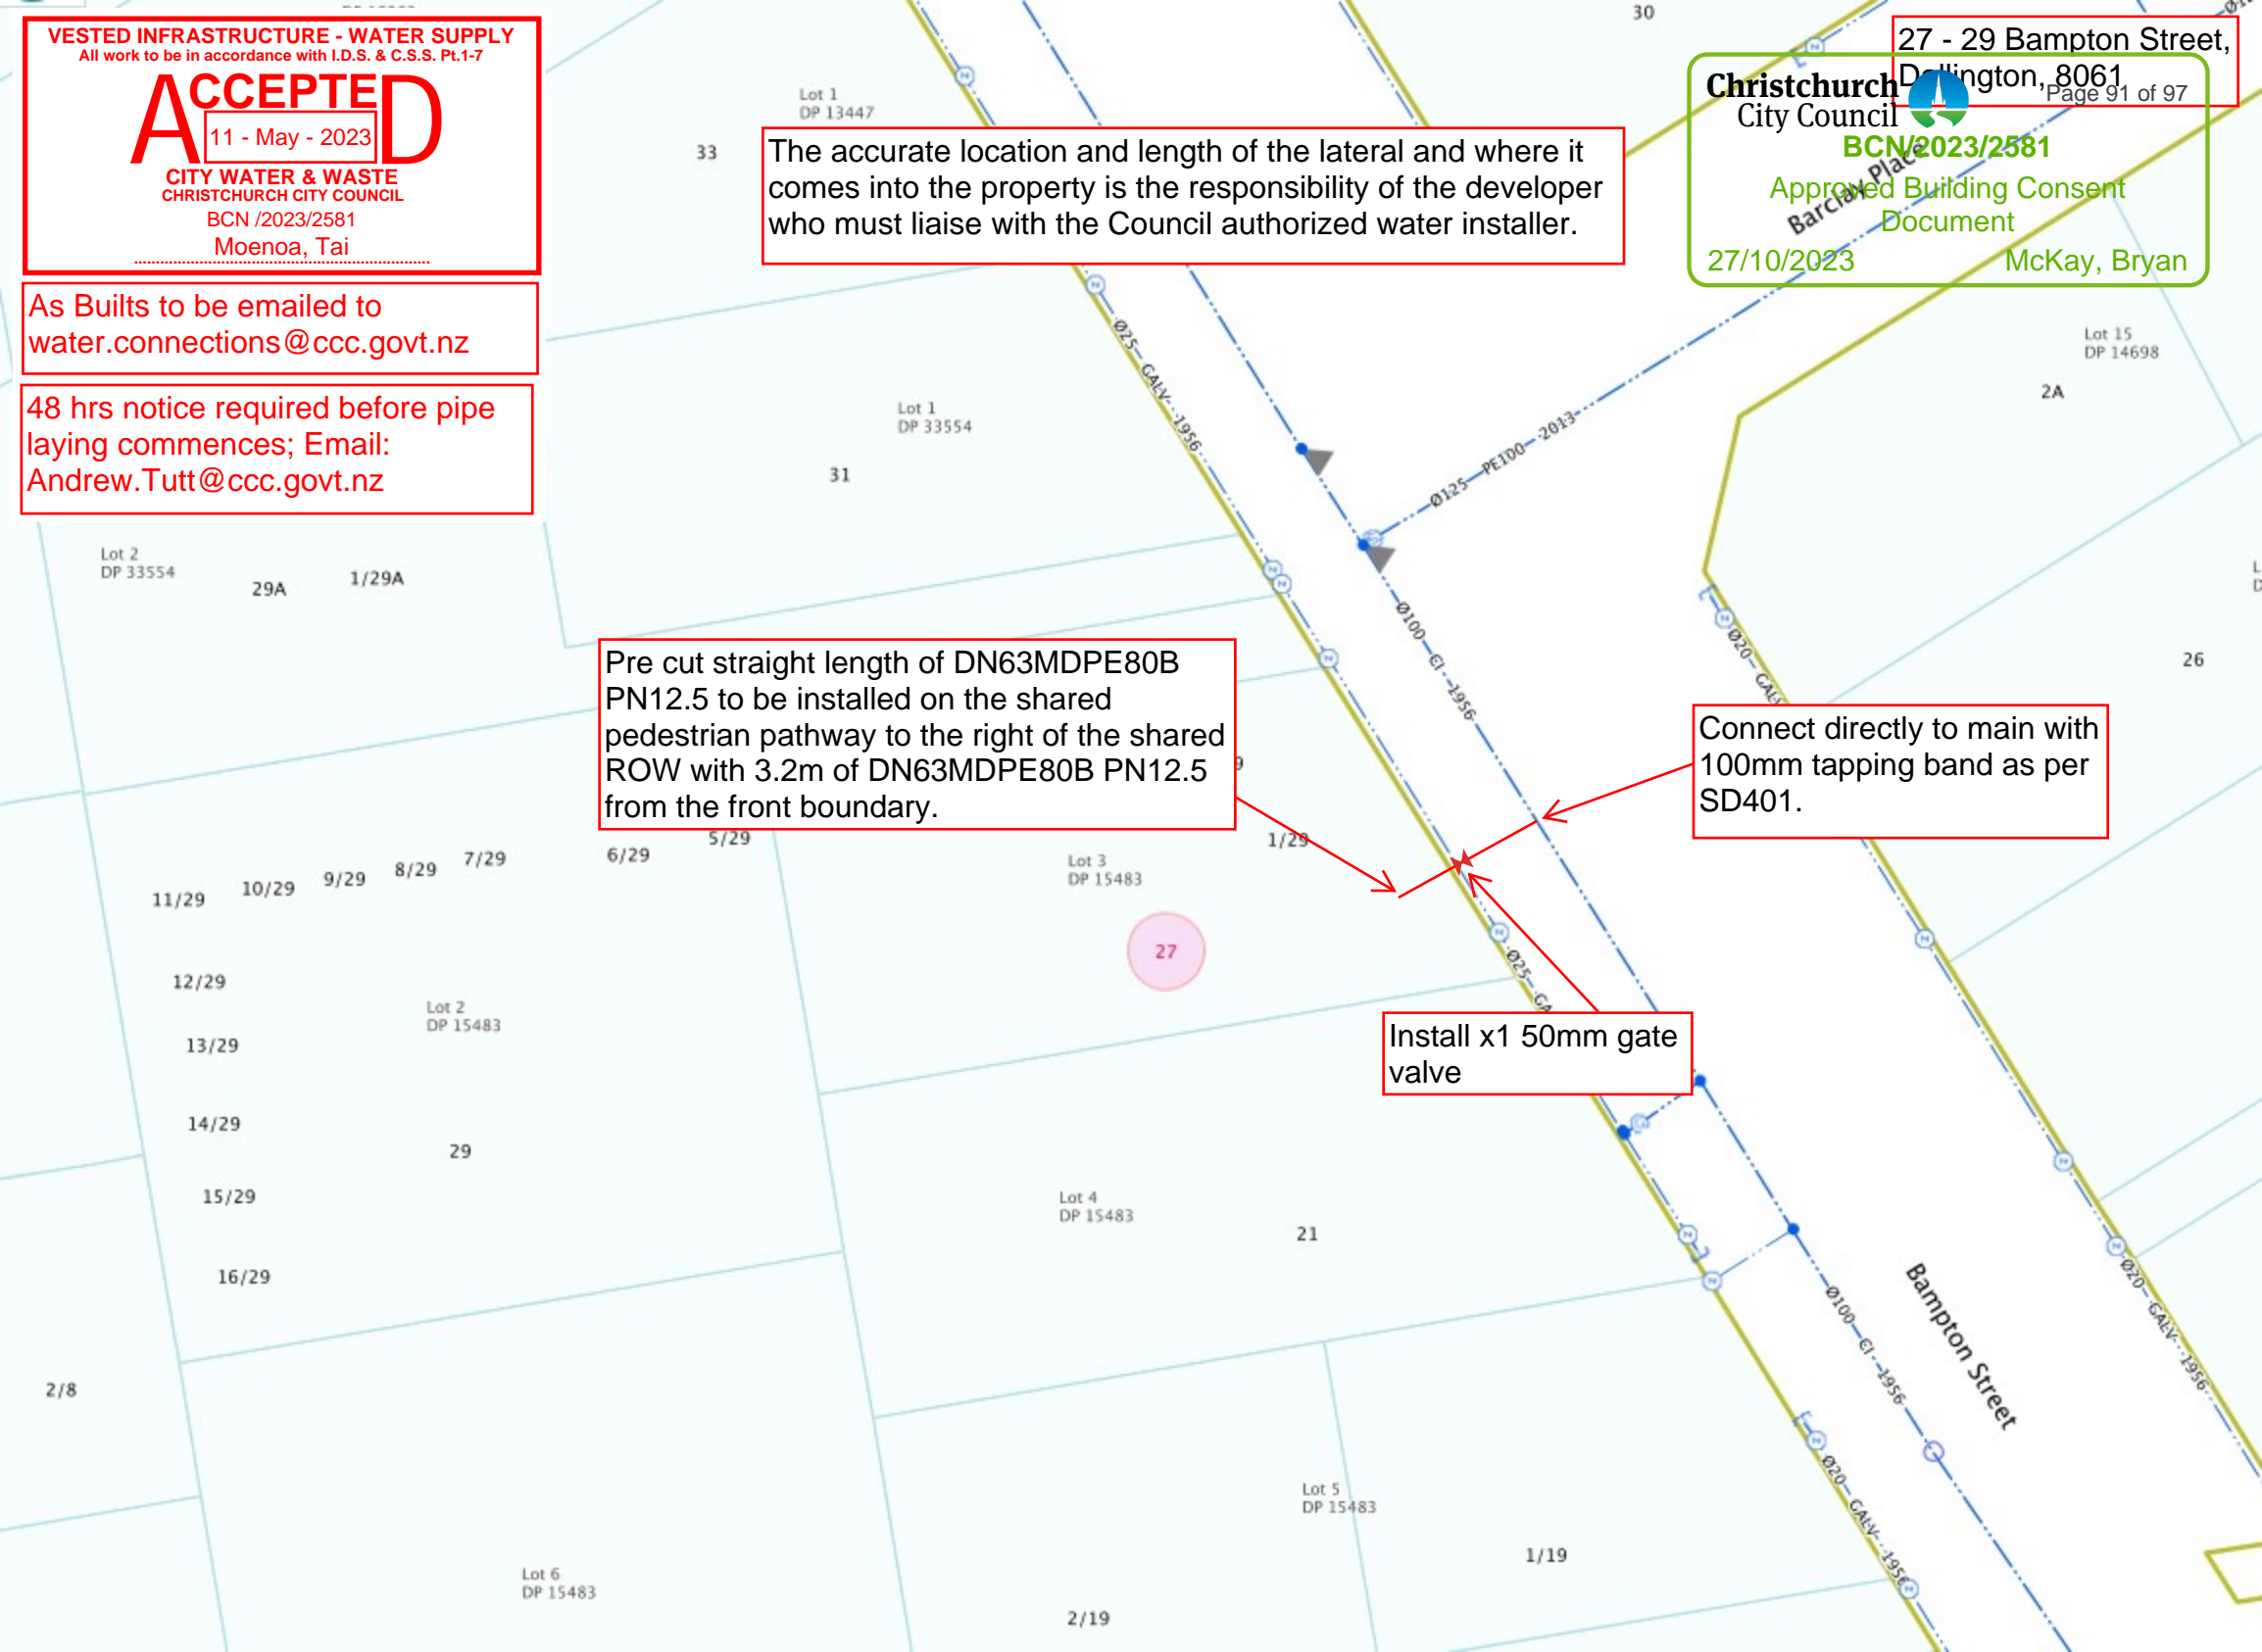 VESTED INFRASTRUCTURE - WATER SUPPLY
All work to be in accordance with I.D.S. & C.S.S. Pt.1-7
ACCEPTED
11 - May - 2023
CITY WATER & WASTE
CHRISTCHURCH CITY COUNCIL
BCN /2023/2581
Moenoa, Tai
As Builts to be emailed to
water.connections@ccc.govt.nz
48 hrs notice required before pipe
laying commences; Email:
Andrew.Tutt@ccc.govt.nz
30
27 - 29 Bampton Street,
Dallington, 8061
Page 91 of 97
Christchurch
City Council
BCN/2023/2581
Approved Building Consent
Document
27/10/2023
McKay, Bryan
Barclay Place
Lot 1
DP 13447
33
The accurate location and length of the lateral and where it
comes into the property is the responsibility of the developer
who must liaise with the Council authorized water installer.
Ø25 GALV 1956
Lot 15
DP 14698
2A
Lot 1
DP 33554
31
Ø125 PE100 2013
Lot 2
DP 33554
29A
1/29A
Ø100 CI 1956
Ø20 GALV
26
Pre cut straight length of DN63MDPE80B
PN12.5 to be installed on the shared
pedestrian pathway to the right of the shared
ROW with 3.2m of DN63MDPE80B PN12.5
from the front boundary.
Connect directly to main with
100mm tapping band as per
SD401.
1/29
5/29
6/29
7/29
8/29
9/29
10/29
11/29
Lot 3
DP 15483
27
Ø25 GA
12/29
Lot 2
DP 15483
13/29
Install x1 50mm gate
valve
14/29
29
15/29
Lot 4
DP 15483
21
16/29
Bampton Street
Ø100 CI 1956
Ø20 GALV 1956
2/8
Lot 5
DP 15483
Ø20 GALV 1956
1/19
Lot 6
DP 15483
2/19